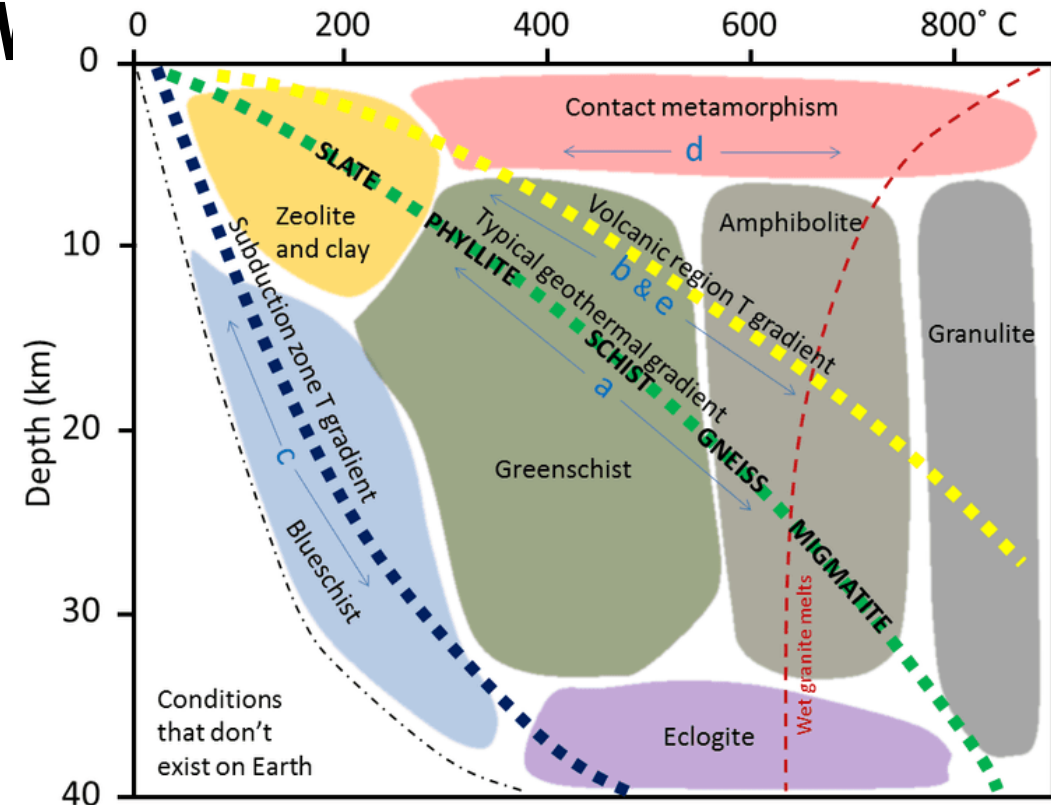 0 200 400 600 800° C
0
10
20
30
40
Depth (km)
Contact metamorphism
d
SLATE
Zeolite
and clay
PHYLLITE
Typical geothermal gradient
Volcanic region T gradient
b & e
Amphibolite
Granulite
Subduction zone T gradient
SCHIST
a
GNEISS
c
Greenschist
Blueschist
MIGMATITE
Wet granite melts
Conditions
that don't
exist on Earth
Eclogite